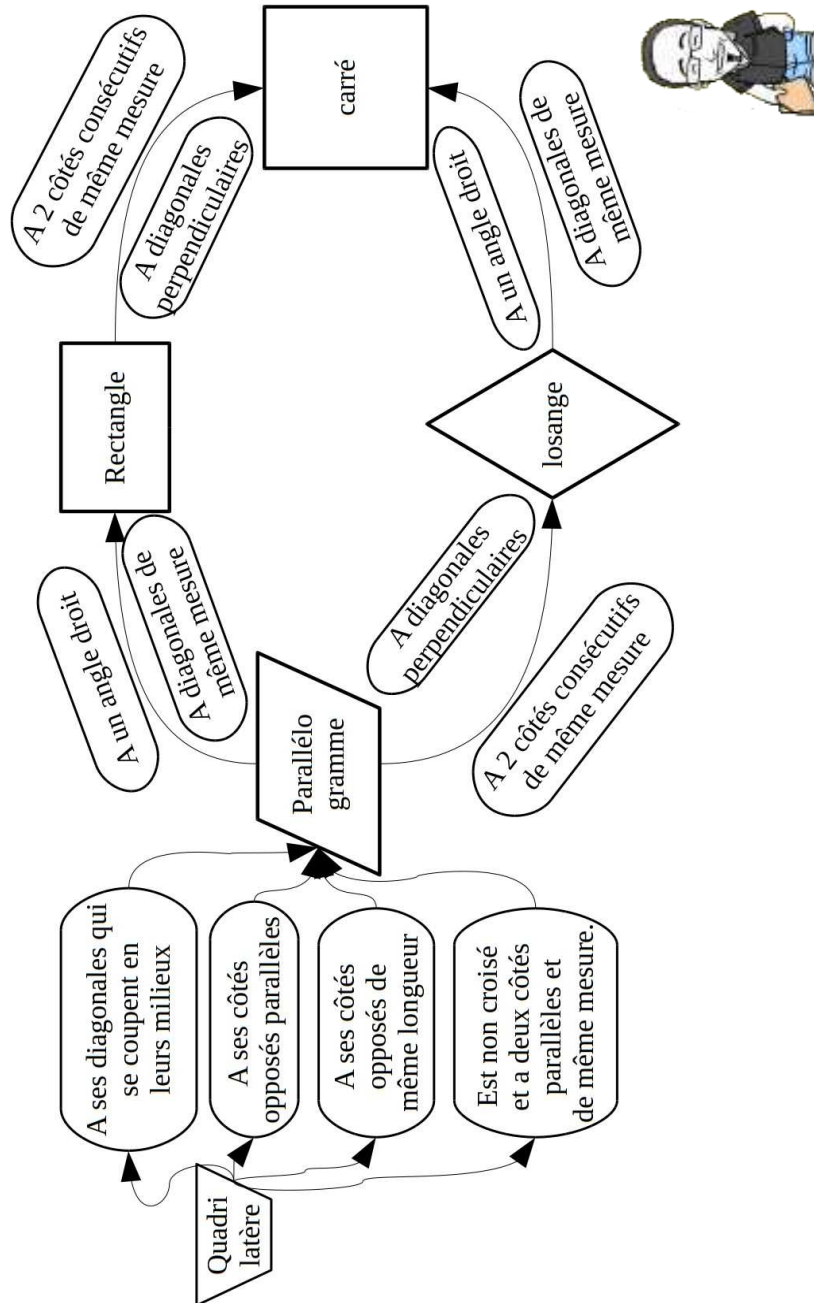 Quadri
latère
A ses diagonales qui
se coupent en
leurs milieux
A ses côtés
opposés parallèles
A ses côtés
opposés de
même longueur
Est non croisé
et a deux côtés
parallèles et
de même mesure.
Parallélo
gramme
A un angle droit
A diagonales de
même mesure
A diagonales
perpendiculaires
A 2 côtés consécutifs
de même mesure
Rectangle
losange
A 2 côtés consécutifs
de même mesure
A diagonales
perpendiculaires
A un angle droit
A diagonales de
même mesure
carré